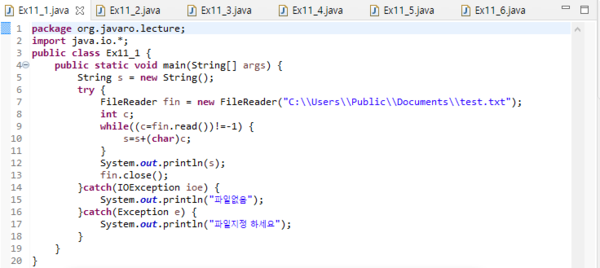 Ex11_1.java Ex11_2.java Ex11_3.java Ex11_4.java Ex11_5.java Ex11_6.java
1 package org.javaro.lecture;
2 import java.io.*;
3 public class Ex11_1 {
4 public static void main(String[] args) {
5 String s = new String();
6 try {
7 FileReader fin = new FileReader("C:\\Users\\Public\\Documents\\test.txt");
8 int c;
9 while((c=fin.read())!=-1) {
10 s=s+(char)c;
11 }
12 System.out.println(s);
13 fin.close();
14 }catch(IOException ioe) {
15 System.out.println("파일없음");
16 }catch(Exception e) {
17 System.out.println("파일지정 하세요");
18 }
19 }
20 }